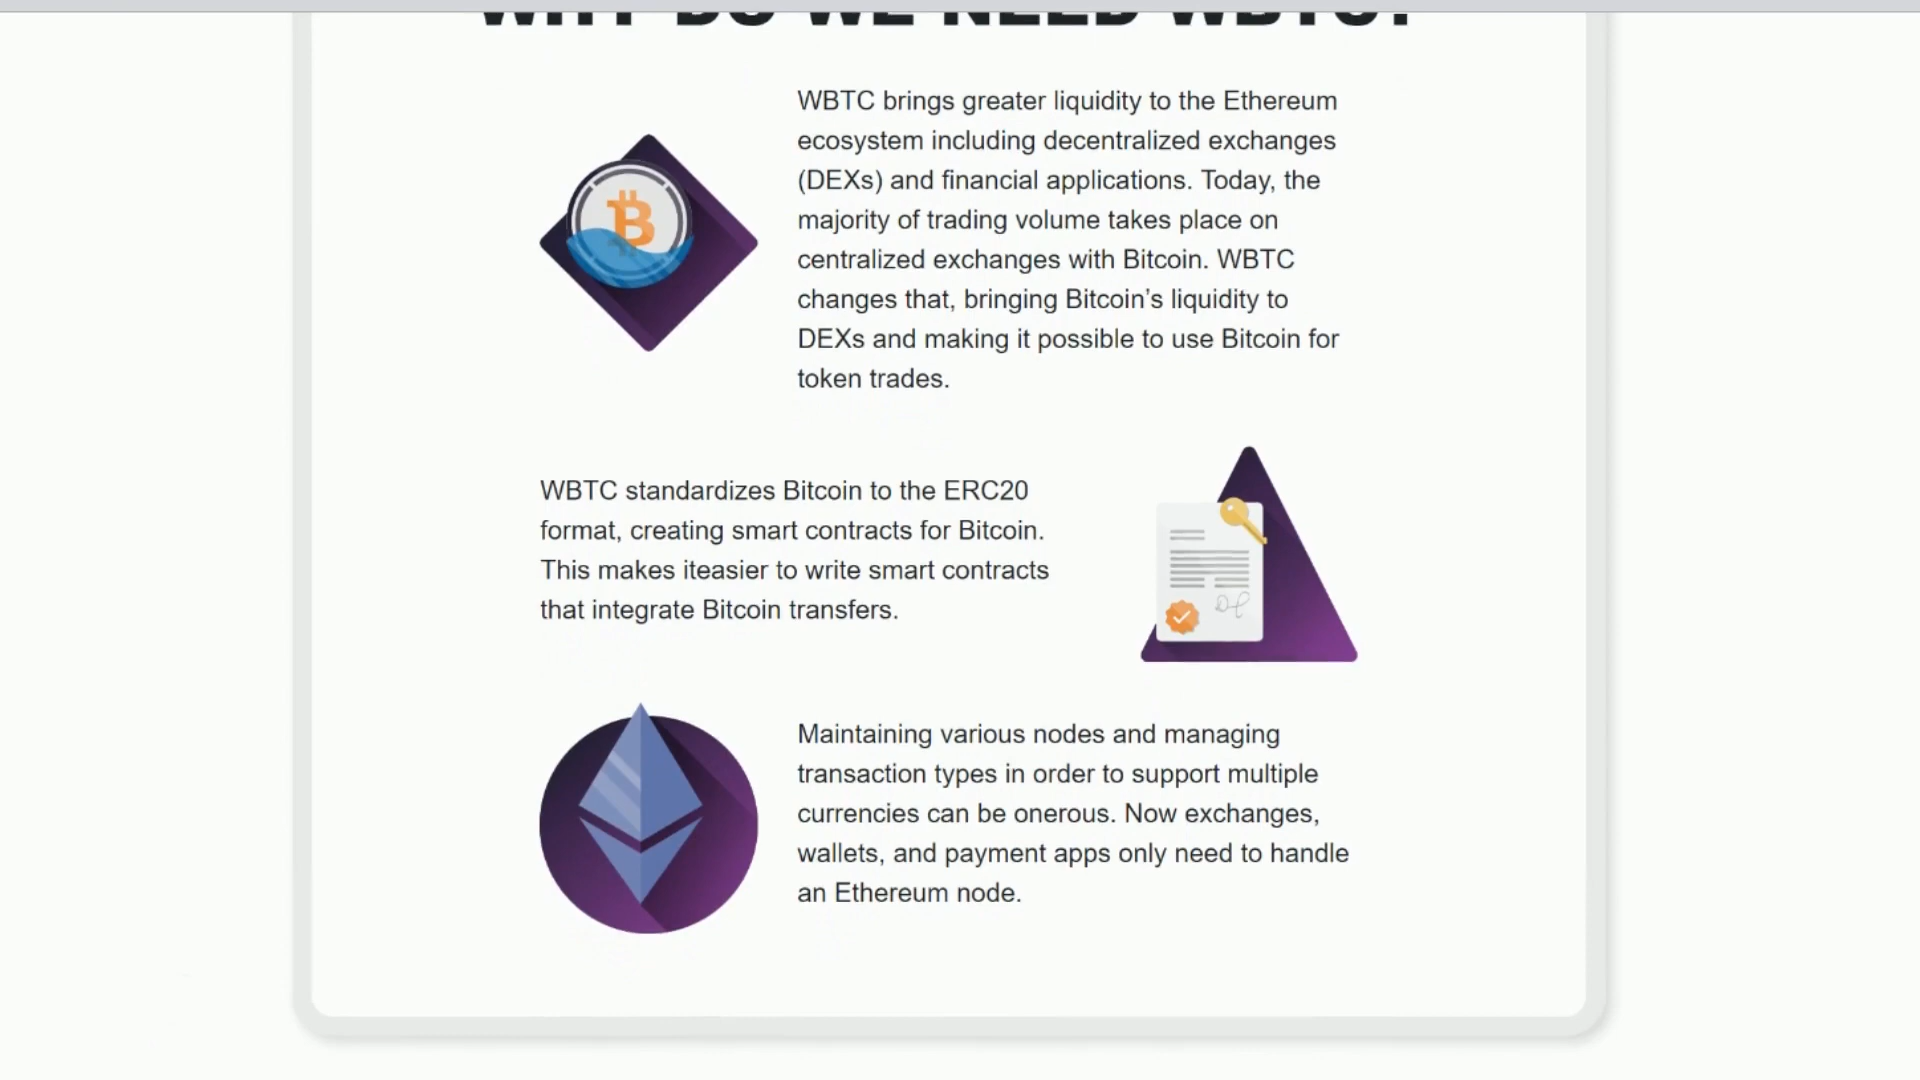 WHY DO WE NEED WBTC?
WBTC brings greater liquidity to the Ethereum
ecosystem including decentralized exchanges
(DEXs) and financial applications. Today, the
majority of trading volume takes place on
centralized exchanges with Bitcoin. WBTC
changes that, bringing Bitcoin’s liquidity to
DEXs and making it possible to use Bitcoin for
token trades.
WBTC standardizes Bitcoin to the ERC20
format, creating smart contracts for Bitcoin.
This makes iteasier to write smart contracts
that integrate Bitcoin transfers.
Maintaining various nodes and managing
transaction types in order to support multiple
currencies can be onerous. Now exchanges,
wallets, and payment apps only need to handle
an Ethereum node.